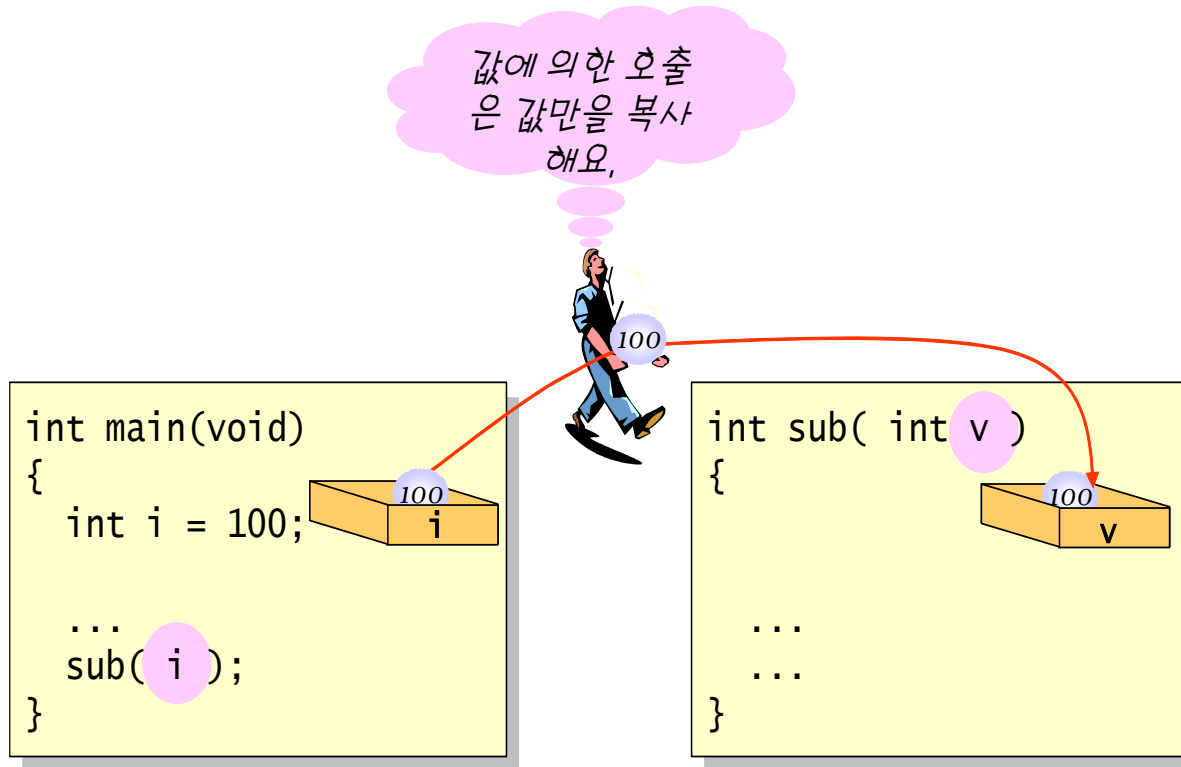 값에 의한 호출
은 값만을 복사
해요.
100
int main(void)
{
100
int i = 100;
i
...
sub( i );
}
int sub( int v )
{
100
v
...
...
}